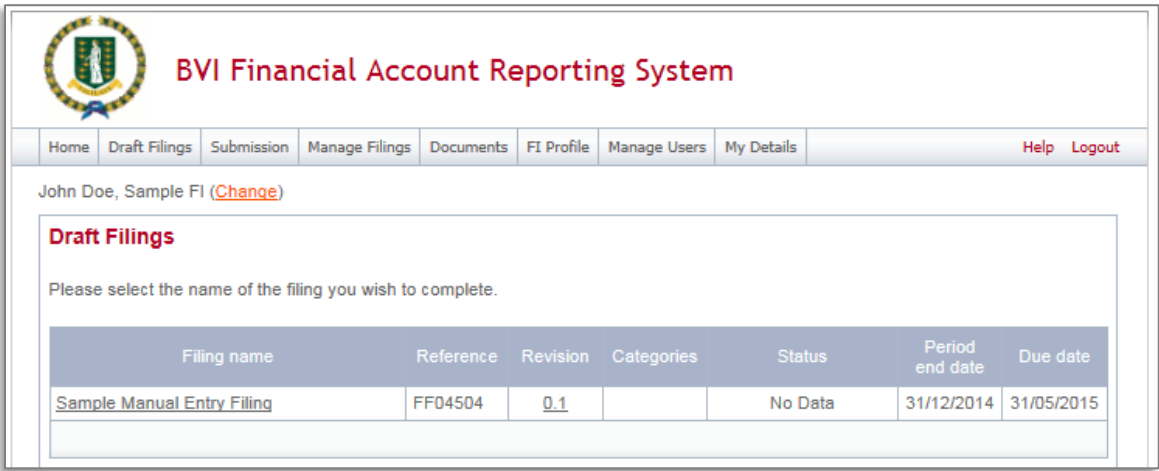 BVI Financial Account Reporting System
Home Draft Filings Submission Manage Filings Documents FI Profile Manage Users My Details Help Logout
John Doe, Sample FI (Change)
Draft Filings
Please select the name of the filing you wish to complete.
Filing name Reference Revision Categories Status Period end date Due date
Sample Manual Entry Filing FF04504 0.1 No Data 31/12/2014 31/05/2015